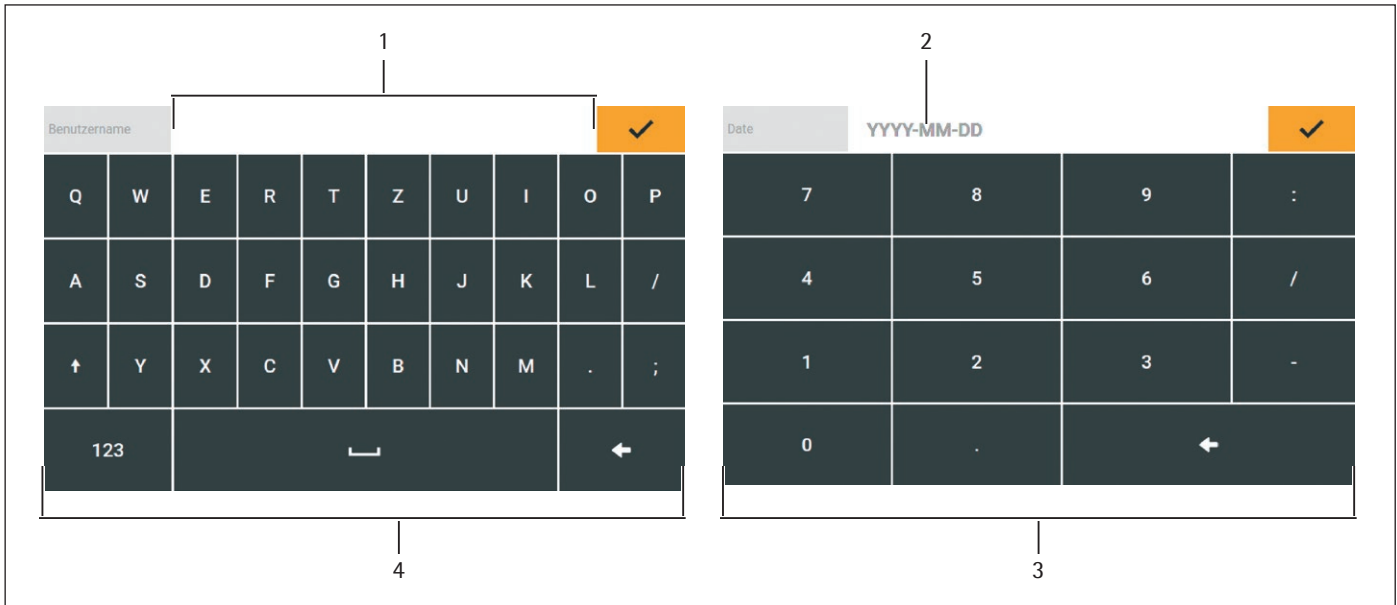 1
2
Benutzername
Date YYYY-MM-DD
Q W E R T Z U I O P
7 8 9 :
A S D F G H J K L /
4 5 6 /
Y X C V B N M . ;
1 2 3 -
123
0 .
4
3